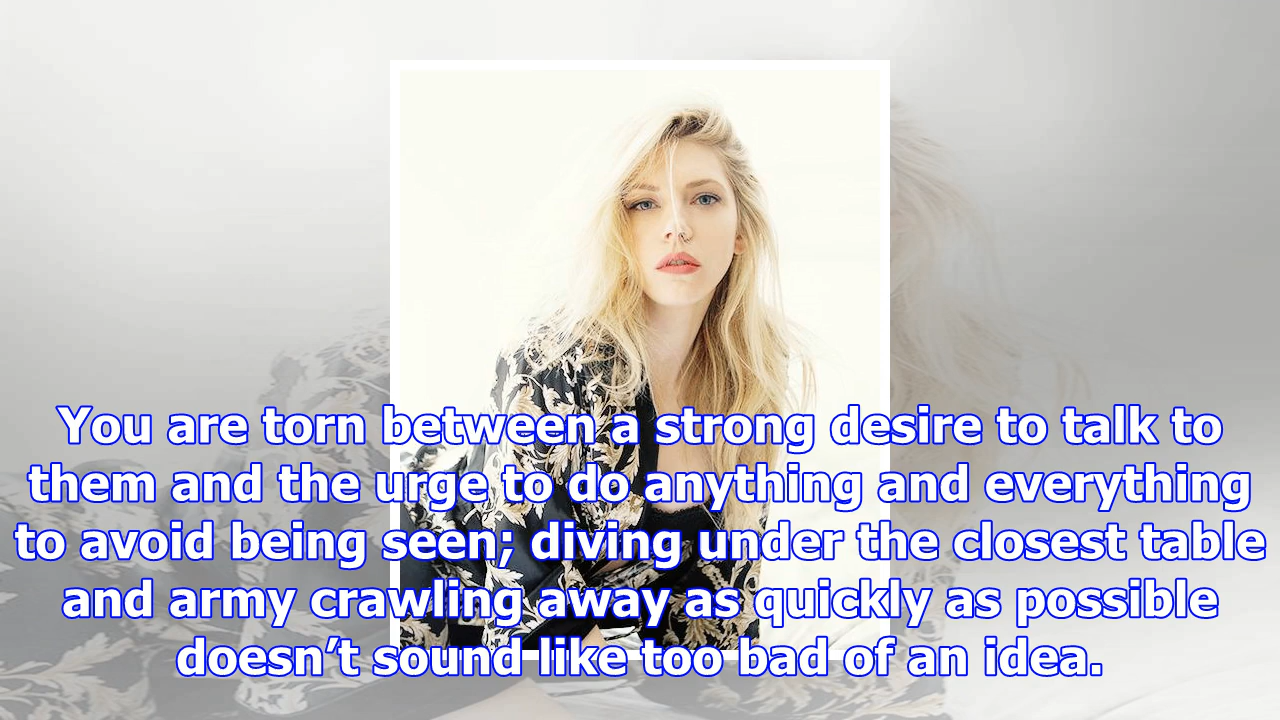 You are torn between a strong desire to talk to
them and the urge to do anything and everything
to avoid being seen; diving under the closest table
and army crawling away as quickly as possible
doesn’t sound like too bad of an idea.